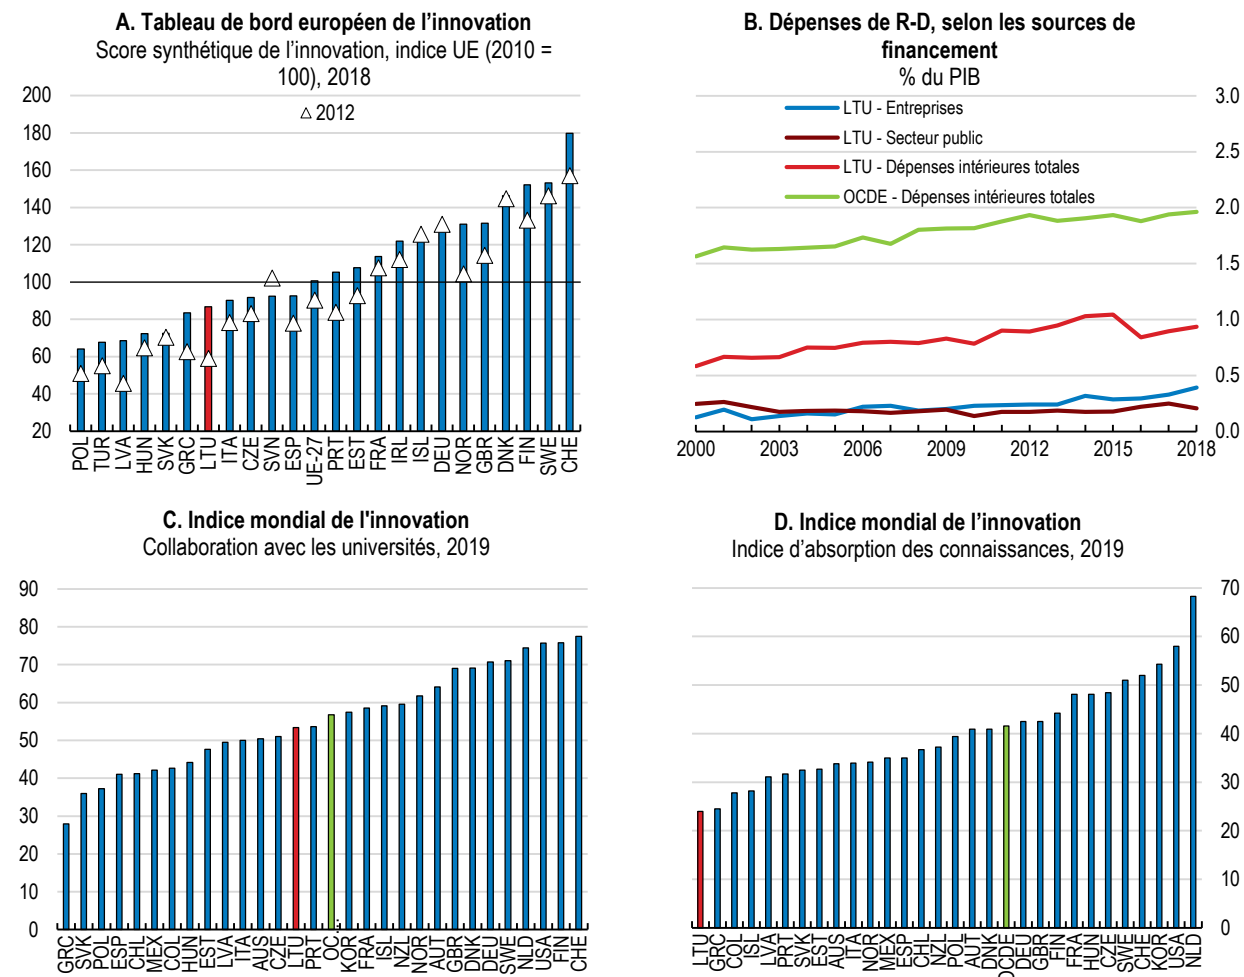 A. Tableau de bord européen de l’innovation
Score synthétique de l’innovation, indice UE (2010 =
100), 2018
200
180
160
140
120
100
80
60
40
20
2012
POL
TUR
LVA
HUN
SVK
GRC
LTU
ITA
CZE
SVN
ESP
UE-27
PRT
EST
FRA
IRL
ISL
DEU
NOR
GBR
DNK
FIN
SWE
CHE
B. Dépenses de R-D, selon les sources de
financement
% du PIB
LTU - Entreprises
LTU - Secteur public
LTU - Dépenses intérieures totales
OCDE - Dépenses intérieures totales
3.0
2.5
2.0
1.5
1.0
0.5
0.0
2000 2003 2006 2009 2012 2015 2018
C. Indice mondial de l'innovation
Collaboration avec les universités, 2019
90
80
70
60
50
40
30
20
10
0
GRC
SVK
POL
ESP
CHL
MEX
COL
HUN
EST
LVA
ITA
AUS
CZE
LTU
PRT
OC
KOR
FRA
ISL
NZL
NOR
AUT
GBR
DNK
DEU
SWE
NLD
USA
FIN
CHE
D. Indice mondial de l’innovation
Indice d’absorption des connaissances, 2019
70
60
50
40
30
20
10
0
LTU
GRC
COL
ISL
LVA
PRT
SVK
EST
AUS
ITA
NOR
MEX
ESP
CHL
NZL
POL
AUT
DNK
OCDE
DEU
GBR
FIN
FRA
HUN
CZE
SWE
CHE
KOR
USA
NLD